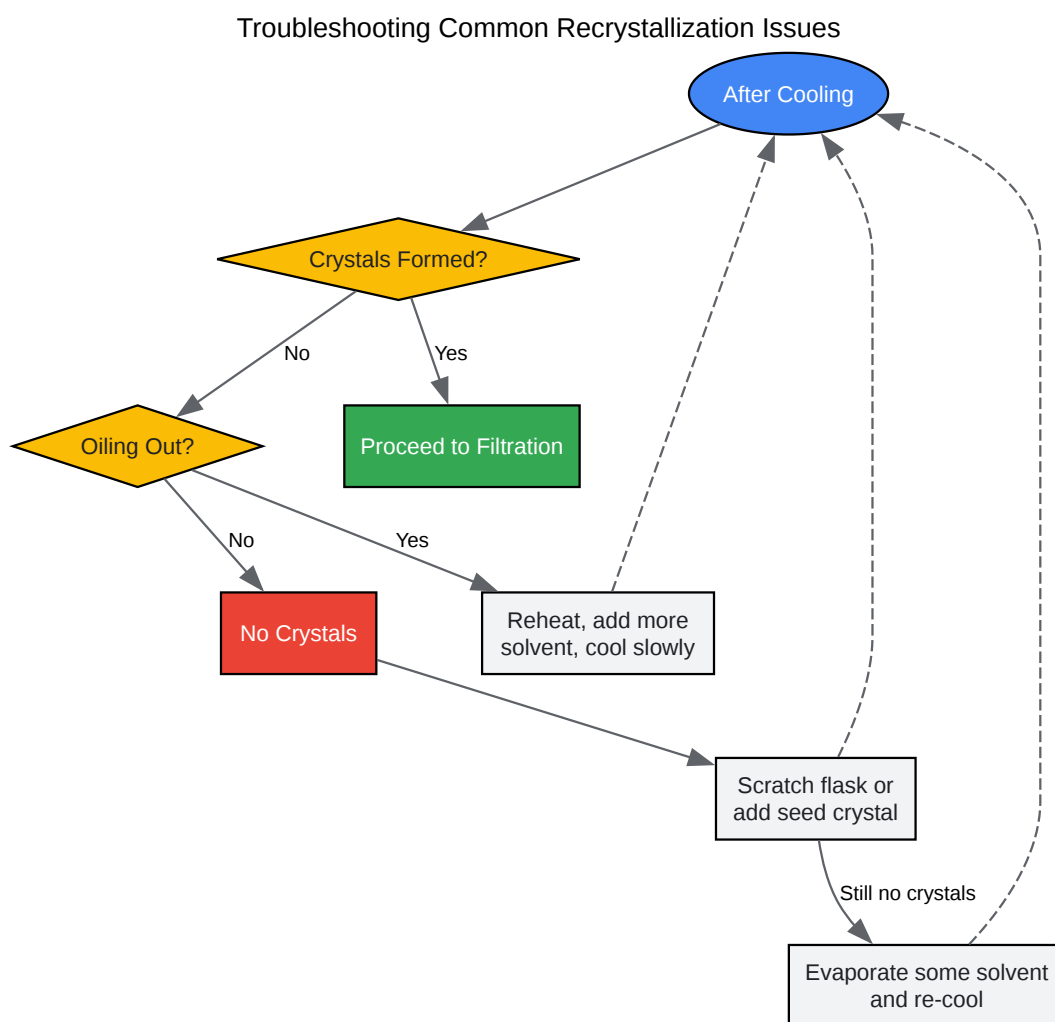 Troubleshooting Common Recrystallization Issues
After Cooling
Crystals Formed?
No
Yes
Oiling Out?
Proceed to Filtration
No
Yes
No Crystals
Reheat, add more
solvent, cool slowly
Scratch flask or
add seed crystal
Still no crystals
Evaporate some solvent
and re-cool